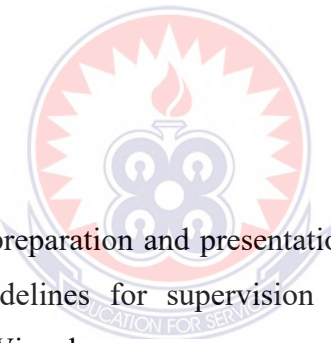 preparation and presentation
delines for supervision
EDUCATION FOR SERVICE